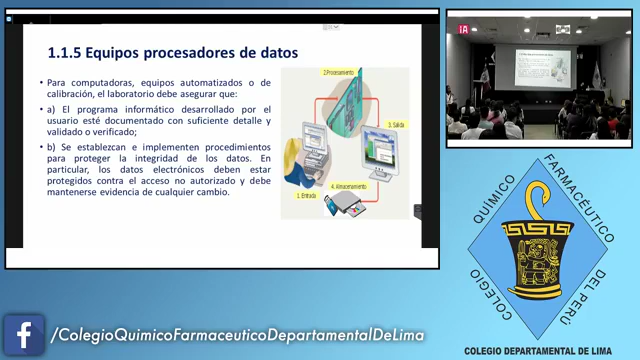 1.1.5 Equipos procesadores de datos
• Para computadoras, equipos automatizados o de
calibración, el laboratorio debe asegurar que:
• a) El programa informático desarrollado por el
usuario esté documentado con suficiente detalle y
validado o verificado;
• b) Se establezcan e implementen procedimientos
para proteger la integridad de los datos. En
particular, los datos electrónicos deben estar
protegidos contra el acceso no autorizado y debe
mantenerse evidencia de cualquier cambio.
2.Procesamiento
3. Salida
4. Almacenamiento
1. Entrada
COLEGIO QUÍMICO FARMACÉUTICO DEL PERÚ
COLEGIO DEPARTAMENTAL DE LIMA
f /ColegioQuimicoFarmaceuticoDepartamentalDeLima